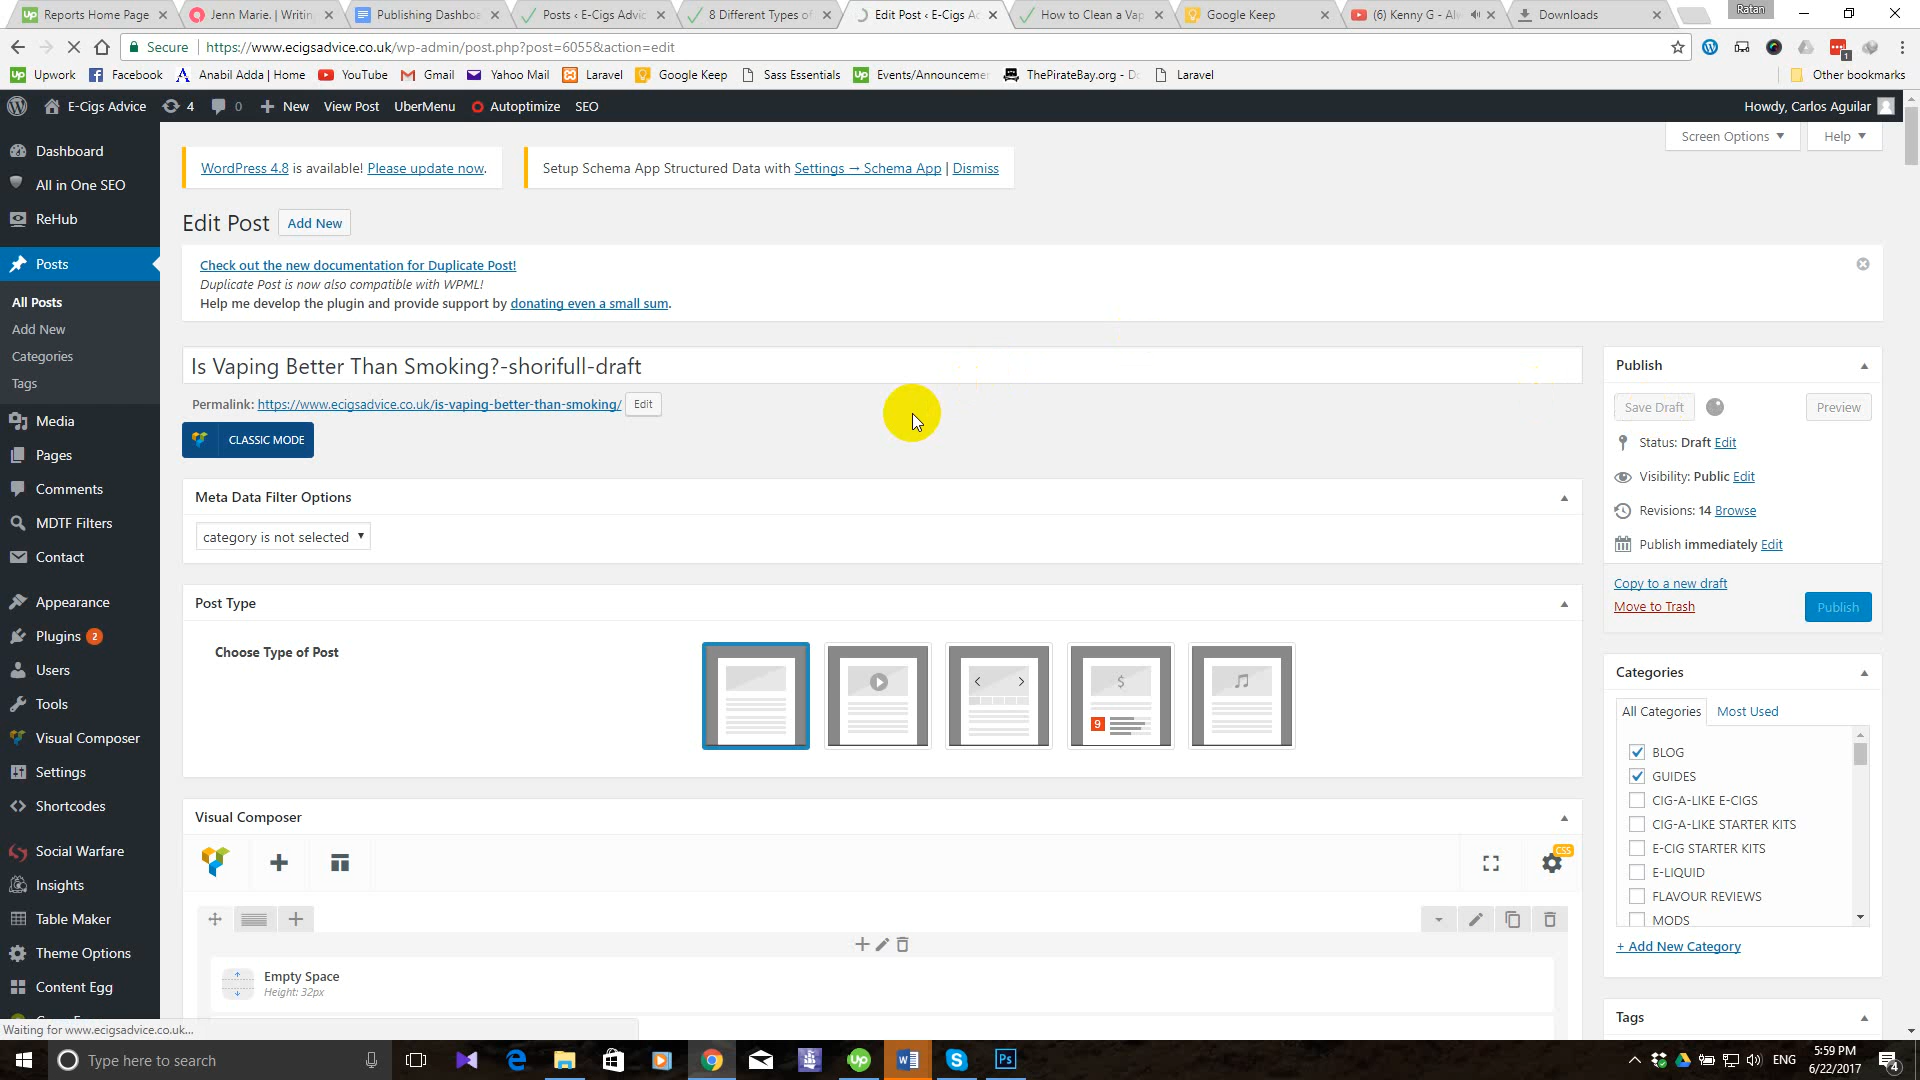 Reports Home Page
Jenn Marie. | Writin
Publishing Dashboa
Posts ‹ E-Cigs Advic
8 Different Types of
Edit Post ‹ E-Cigs Ac
How to Clean a Vap
Google Keep
(6) Kenny G - Al
Downloads
Ratan
Secure
https://www.ecigsadvice.co.uk/wp-admin/post.php?post=6055&action=edit
Upwork
Facebook
Anabil Adda | Home
YouTube
Gmail
Yahoo Mail
Laravel
Google Keep
Sass Essentials
Events/Announceme
ThePirateBay.org - Do
Laravel
Other bookmarks
E-Cigs Advice
4
0
New
View Post
UberMenu
Autoptimize
SEO
Howdy, Carlos Aguilar
Screen Options
Help
Dashboard
All in One SEO
ReHub
Posts
All Posts
Add New
Categories
Tags
Media
Pages
Comments
MDTF Filters
Contact
Appearance
Plugins 2
Users
Tools
Visual Composer
Settings
Shortcodes
Social Warfare
Insights
Table Maker
Theme Options
Content Egg
WordPress 4.8 is available! Please update now.
Setup Schema App Structured Data with Settings → Schema App | Dismiss
Edit Post
Add New
Check out the new documentation for Duplicate Post!
Duplicate Post is now also compatible with WPML!
Help me develop the plugin and provide support by donating even a small sum.
Is Vaping Better Than Smoking?-shorifull-draft
Permalink: https://www.ecigsadvice.co.uk/is-vaping-better-than-smoking/
Edit
CLASSIC MODE
Meta Data Filter Options
category is not selected
Post Type
Choose Type of Post
$
9
Visual Composer
CSS
Empty Space
Height: 32px
Publish
Save Draft
Preview
Status: Draft Edit
Visibility: Public Edit
Revisions: 14 Browse
Publish immediately Edit
Copy to a new draft
Move to Trash
Publish
Categories
All Categories
Most Used
BLOG
GUIDES
CIG-A-LIKE E-CIGS
CIG-A-LIKE STARTER KITS
E-CIG STARTER KITS
E-LIQUID
FLAVOUR REVIEWS
MODS
+ Add New Category
Tags
Waiting for www.ecigsadvice.co.uk...
Type here to search
Up
W
S
Ps
ENG
5:59 PM
6/22/2017
4